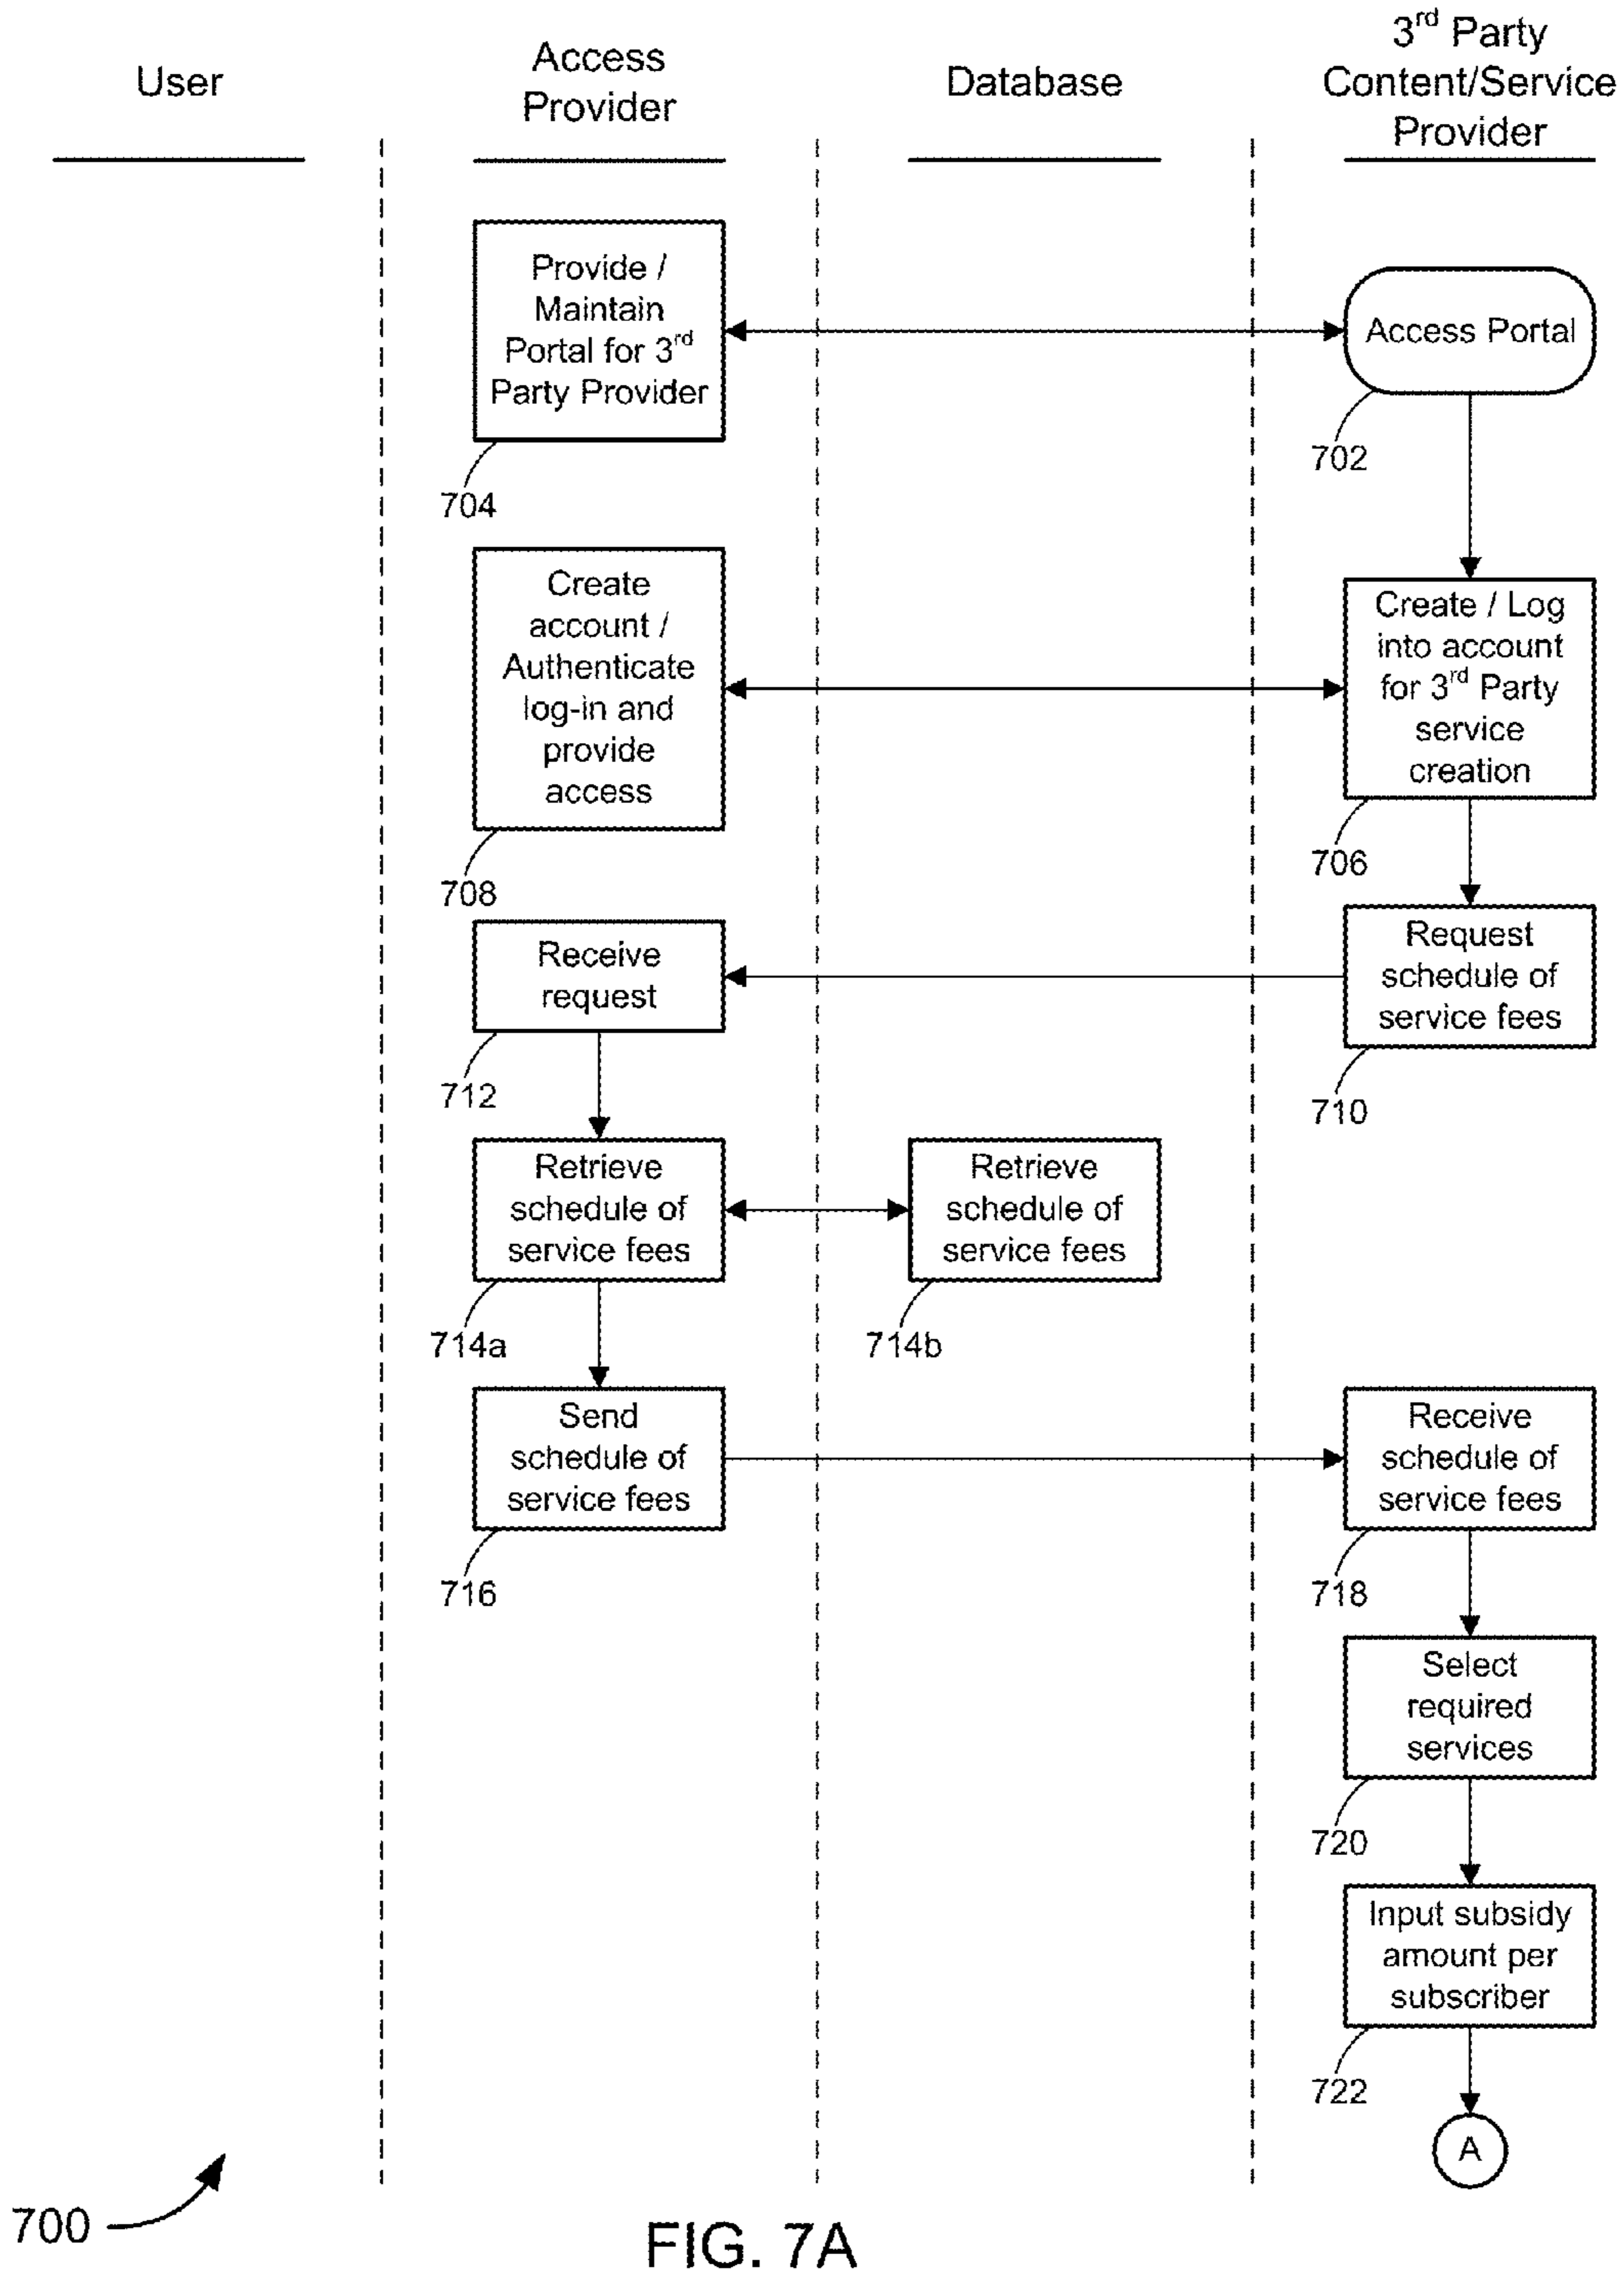 User
Access
Provider
Database
3rd Party
Content/Service
Provider
Provide /
Maintain
Portal for 3rd
Party Provider
704
Access Portal
702
Create
account /
Authenticate
log-in and
provide
access
708
Create / Log
into account
for 3rd Party
service
creation
706
Receive
request
712
Request
schedule of
service fees
710
Retrieve
schedule of
service fees
714a
Retrieve
schedule of
service fees
714b
Send
schedule of
service fees
716
Receive
schedule of
service fees
718
Select
required
services
720
Input subsidy
amount per
subscriber
722
A
700
FIG. 7A